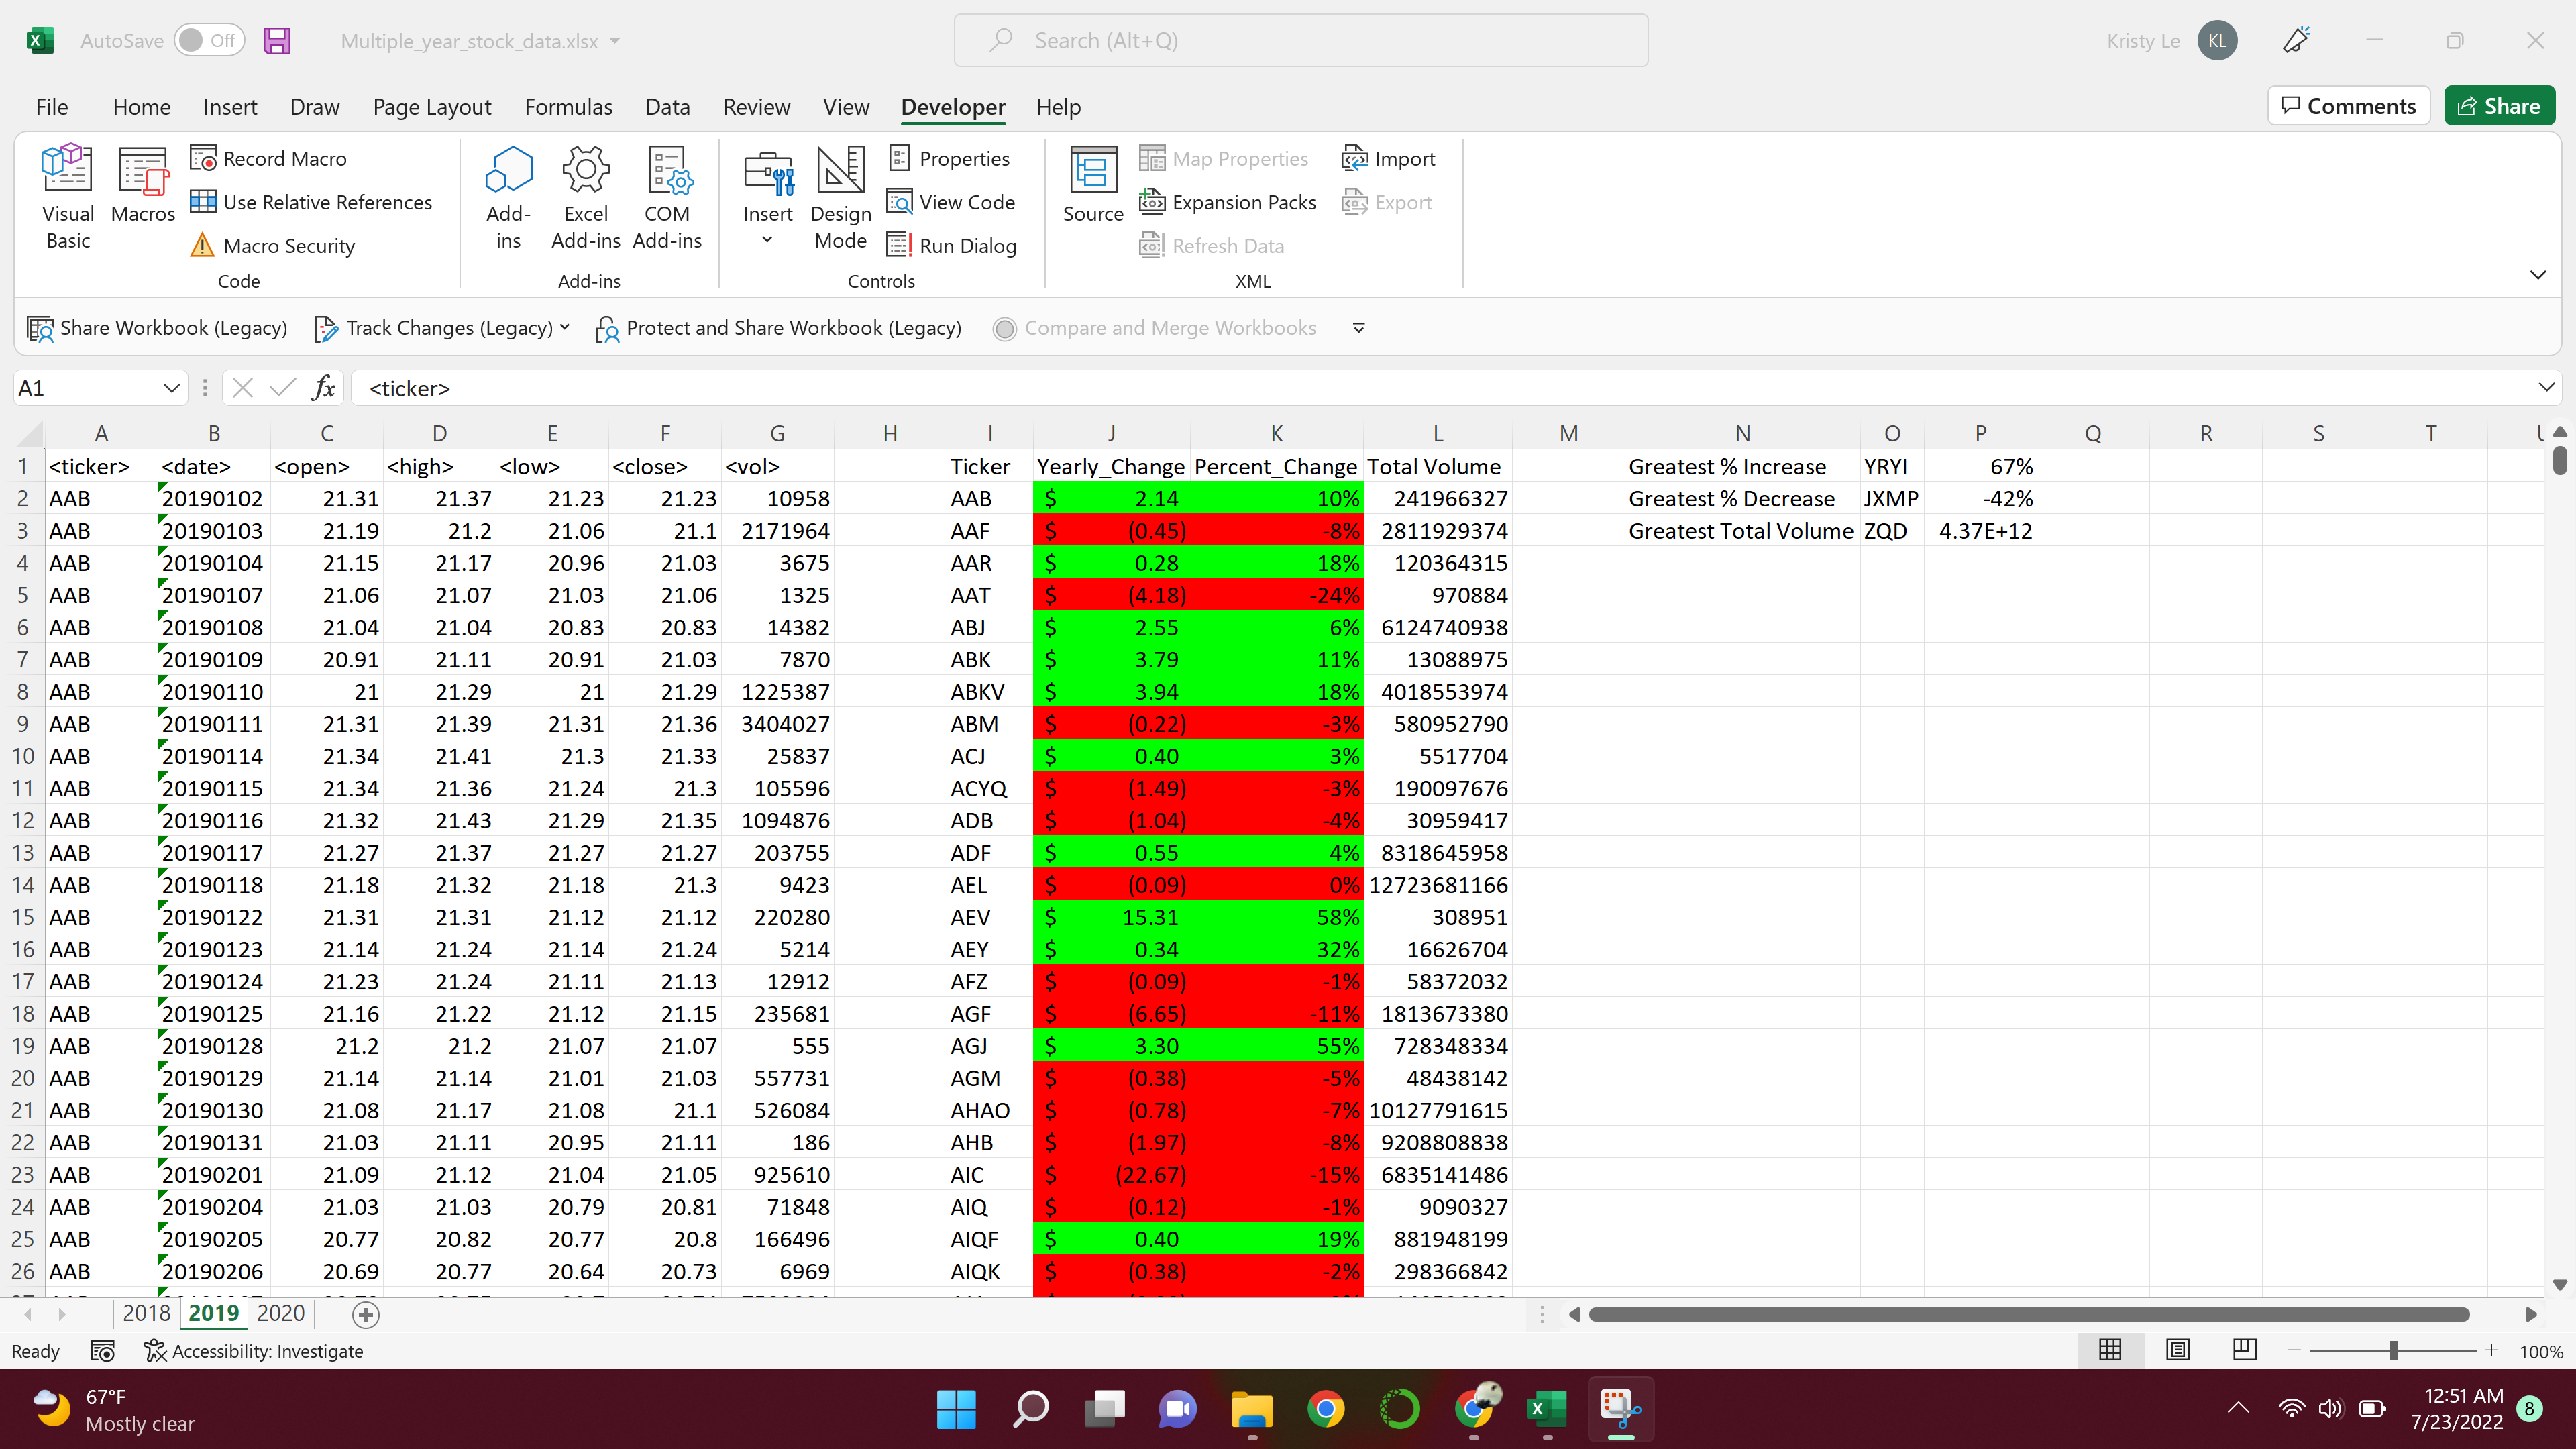 AutoSave Off Multiple_year_stock_data.xlsx Search (Alt+Q) Kristy Le KL
File Home Insert Draw Page Layout Formulas Data Review View Developer Help Comments Share
Visual Basic
Macros
Record Macro
Use Relative References
Macro Security
Code
Add-ins
Excel Add-ins
COM Add-ins
Add-ins
Insert
Design Mode
Properties
View Code
Run Dialog
Controls
Source
Map Properties
Expansion Packs
Refresh Data
Import
Export
XML
Share Workbook (Legacy) Track Changes (Legacy) Protect and Share Workbook (Legacy) Compare and Merge Workbooks
A1 fx <ticker>
A B C D E F G H I J K L M N O P Q R S T
1 <ticker> <date> <open> <high> <low> <close> <vol> Ticker Yearly_Change Percent_Change Total Volume Greatest % Increase YRYI 67%
2 AAB 20190102 21.31 21.37 21.23 21.23 10958 AAB $ 2.14 10% 241966327 Greatest % Decrease JXMP -42%
3 AAB 20190103 21.19 21.2 21.06 21.1 2171964 AAF $ (0.45) -8% 2811929374 Greatest Total Volume ZQD 4.37E+12
4 AAB 20190104 21.15 21.17 20.96 21.03 3675 AAR $ 0.28 18% 120364315
5 AAB 20190107 21.06 21.07 21.03 21.06 1325 AAT $ (4.18) -24% 970884
6 AAB 20190108 21.04 21.04 20.83 20.83 14382 ABJ $ 2.55 6% 6124740938
7 AAB 20190109 20.91 21.11 20.91 21.03 7870 ABK $ 3.79 11% 13088975
8 AAB 20190110 21 21.29 21 21.29 1225387 ABKV $ 3.94 18% 4018553974
9 AAB 20190111 21.31 21.39 21.31 21.36 3404027 ABM $ (0.22) -3% 580952790
10 AAB 20190114 21.34 21.41 21.3 21.33 25837 ACJ $ 0.40 3% 5517704
11 AAB 20190115 21.34 21.36 21.24 21.3 105596 ACYQ $ (1.49) -3% 190097676
12 AAB 20190116 21.32 21.43 21.29 21.35 1094876 ADB $ (1.04) -4% 30959417
13 AAB 20190117 21.27 21.37 21.27 21.27 203755 ADF $ 0.55 4% 8318645958
14 AAB 20190118 21.18 21.32 21.18 21.3 9423 AEL $ (0.09) 0% 12723681166
15 AAB 20190122 21.31 21.31 21.12 21.12 220280 AEV $ 15.31 58% 308951
16 AAB 20190123 21.14 21.24 21.14 21.24 5214 AEY $ 0.34 32% 16626704
17 AAB 20190124 21.23 21.24 21.11 21.13 12912 AFZ $ (0.09) -1% 58372032
18 AAB 20190125 21.16 21.22 21.12 21.15 235681 AGF $ (6.65) -11% 1813673380
19 AAB 20190128 21.2 21.2 21.07 21.07 555 AGJ $ 3.30 55% 728348334
20 AAB 20190129 21.14 21.14 21.01 21.03 557731 AGM $ (0.38) -5% 48438142
21 AAB 20190130 21.08 21.17 21.08 21.1 526084 AHAO $ (0.78) -7% 10127791615
22 AAB 20190131 21.03 21.11 20.95 21.11 186 AHB $ (1.97) -8% 9208808838
23 AAB 20190201 21.09 21.12 21.04 21.05 925610 AIC $ (22.67) -15% 6835141486
24 AAB 20190204 21.03 21.03 20.79 20.81 71848 AIQ $ (0.12) -1% 9090327
25 AAB 20190205 20.77 20.82 20.77 20.8 166496 AIQF $ 0.40 19% 881948199
26 AAB 20190206 20.69 20.77 20.64 20.73 6969 AIQK $ (0.38) -2% 298366842
2018 2019 2020
Ready Accessibility: Investigate 100%
67°F
Mostly clear
12:51 AM
7/23/2022 8